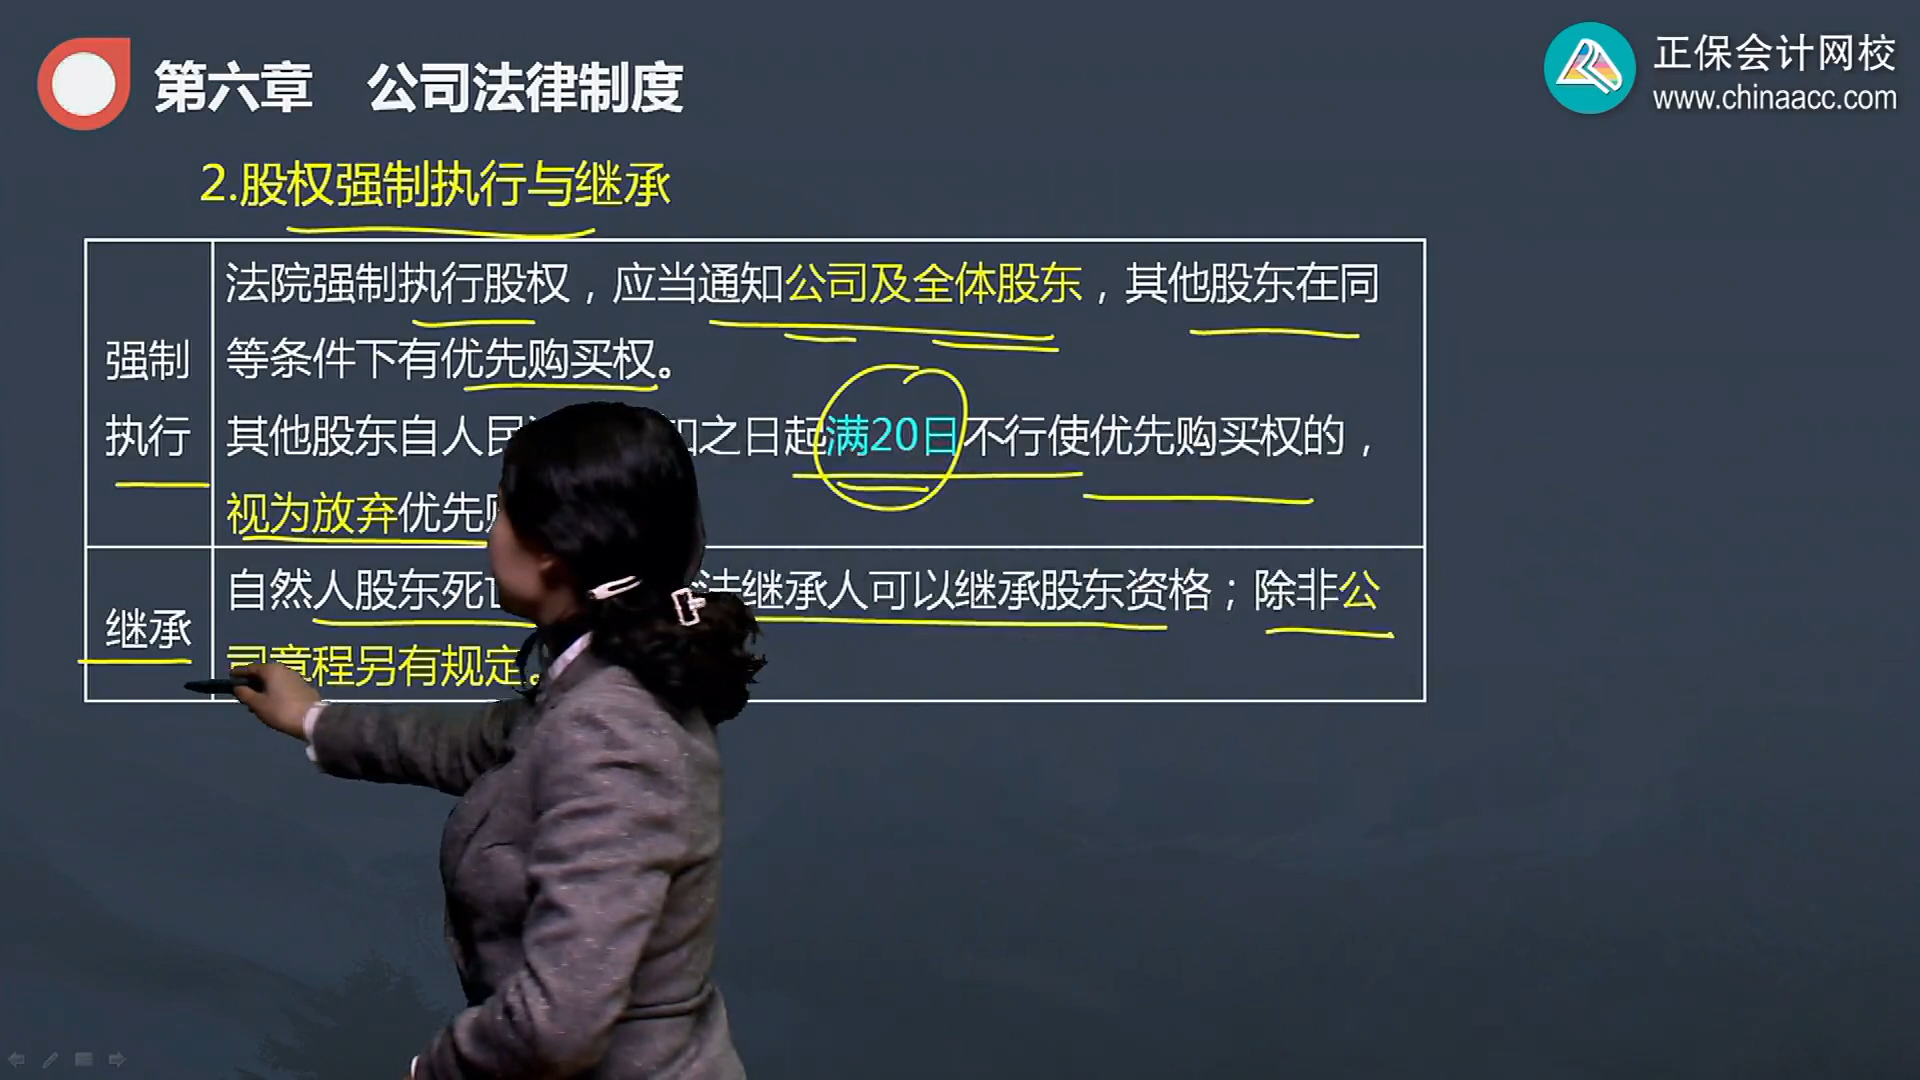 第六章 公司法律制度
正保会计网校
www.chinaacc.com
2.股权强制执行与继承
强制
执行
法院强制执行股权，应当通知公司及全体股东，其他股东在同
等条件下有优先购买权。
其他股东自人民 之日起满20日不行使优先购买权的，
视为放弃优先
继承
自然人股东死 继承人可以继承股东资格；除非公
司章程另有规定。